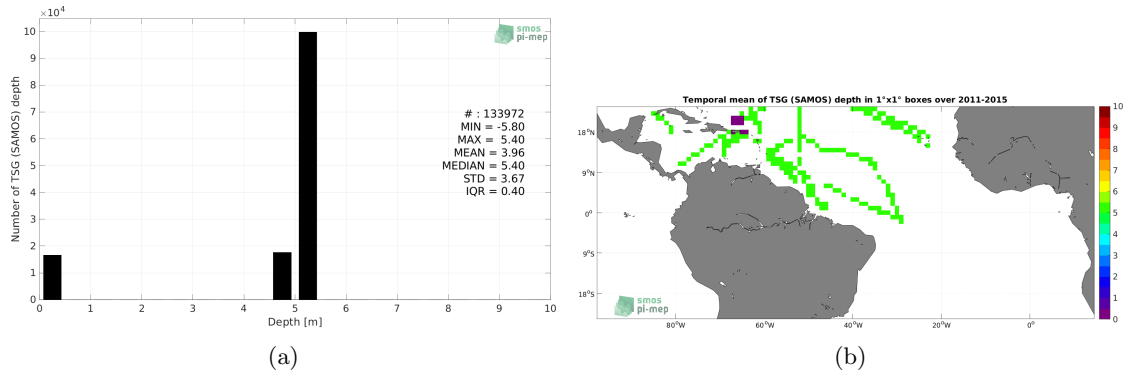 ×10⁴
smos
pi-mep
10
9
8
7
6
5
4
3
2
1
0
Number of TSG (SAMOS) depth
# : 133972
MIN = -5.80
MAX = 5.40
MEAN = 3.96
MEDIAN = 5.40
STD = 3.67
IQR = 0.40
0 1 2 3 4 5 6 7 8 9 10
Depth [m]
(a)
Temporal mean of TSG (SAMOS) depth in 1°x1° boxes over 2011-2015
18°N
9°N
0°
9°S
18°S
smos
pi-mep
80°W 60°W 40°W 20°W 0°
10
9
8
7
6
5
4
3
2
1
0
(b)